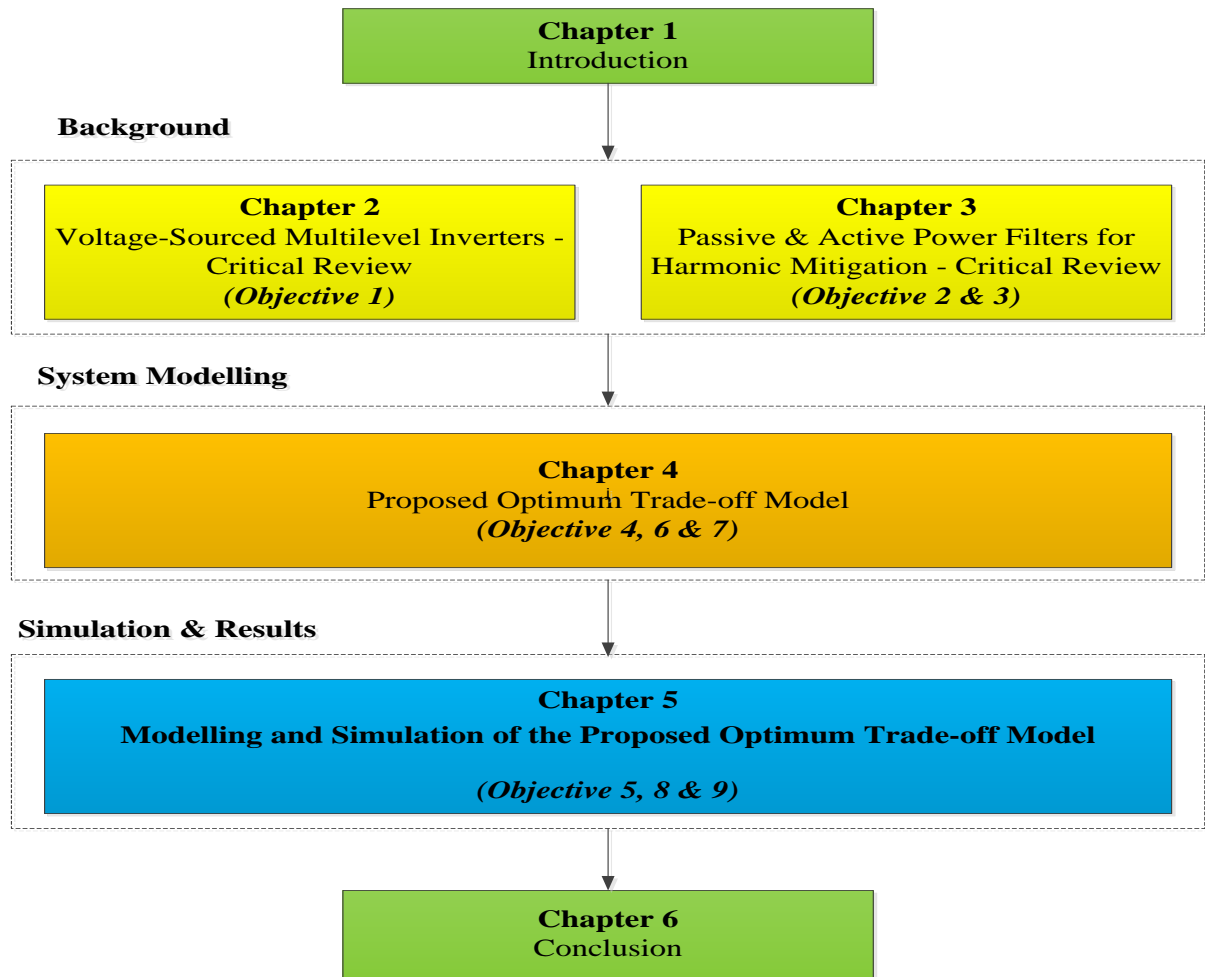 Chapter 1
Introduction
Background
Chapter 2
Voltage-Sourced Multilevel Inverters -
Critical Review
(Objective 1)
Chapter 3
Passive & Active Power Filters for
Harmonic Mitigation - Critical Review
(Objective 2 & 3)
System Modelling
Chapter 4
Proposed Optimum Trade-off Model
(Objective 4, 6 & 7)
Simulation & Results
Chapter 5
Modelling and Simulation of the Proposed Optimum Trade-off Model
(Objective 5, 8 & 9)
Chapter 6
Conclusion